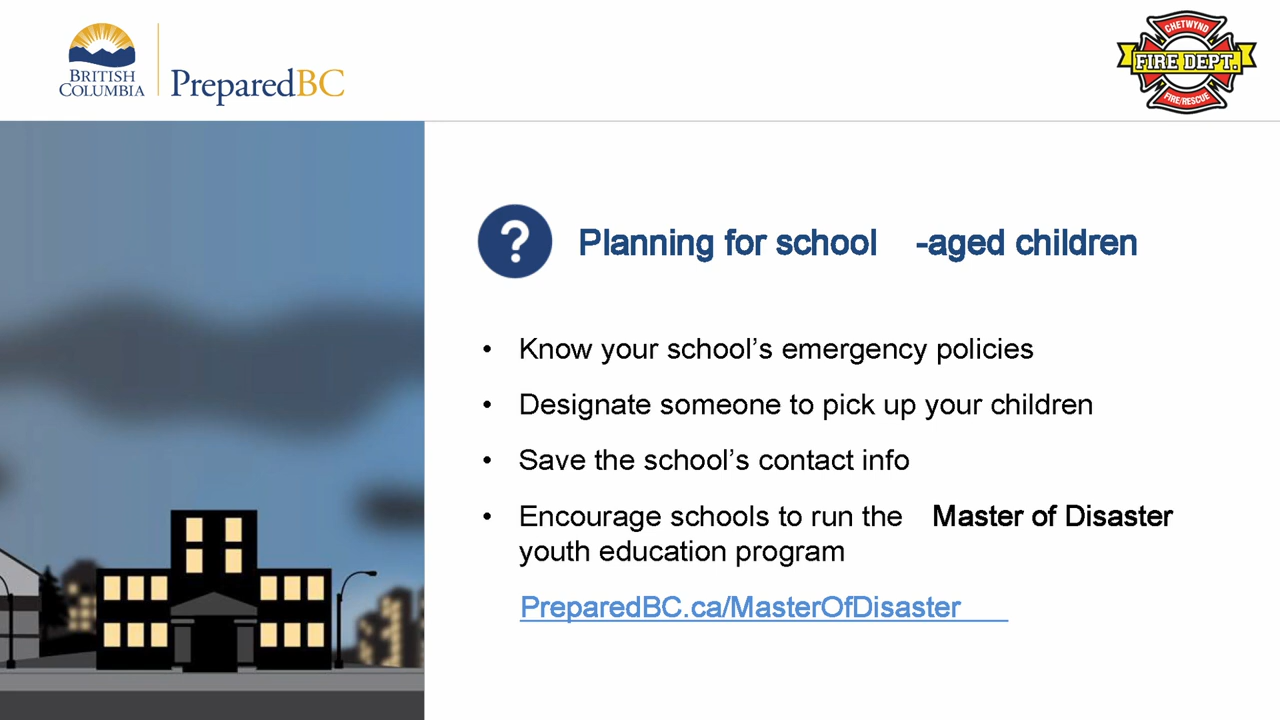 BRITISH
COLUMBIA
PreparedBC
CHETWYND
FIRE DEPT.
FIRE/RESCUE
? Planning for school -aged children
• Know your school's emergency policies
• Designate someone to pick up your children
• Save the school's contact info
• Encourage schools to run the Master of Disaster
youth education program
PreparedBC.ca/MasterOfDisaster